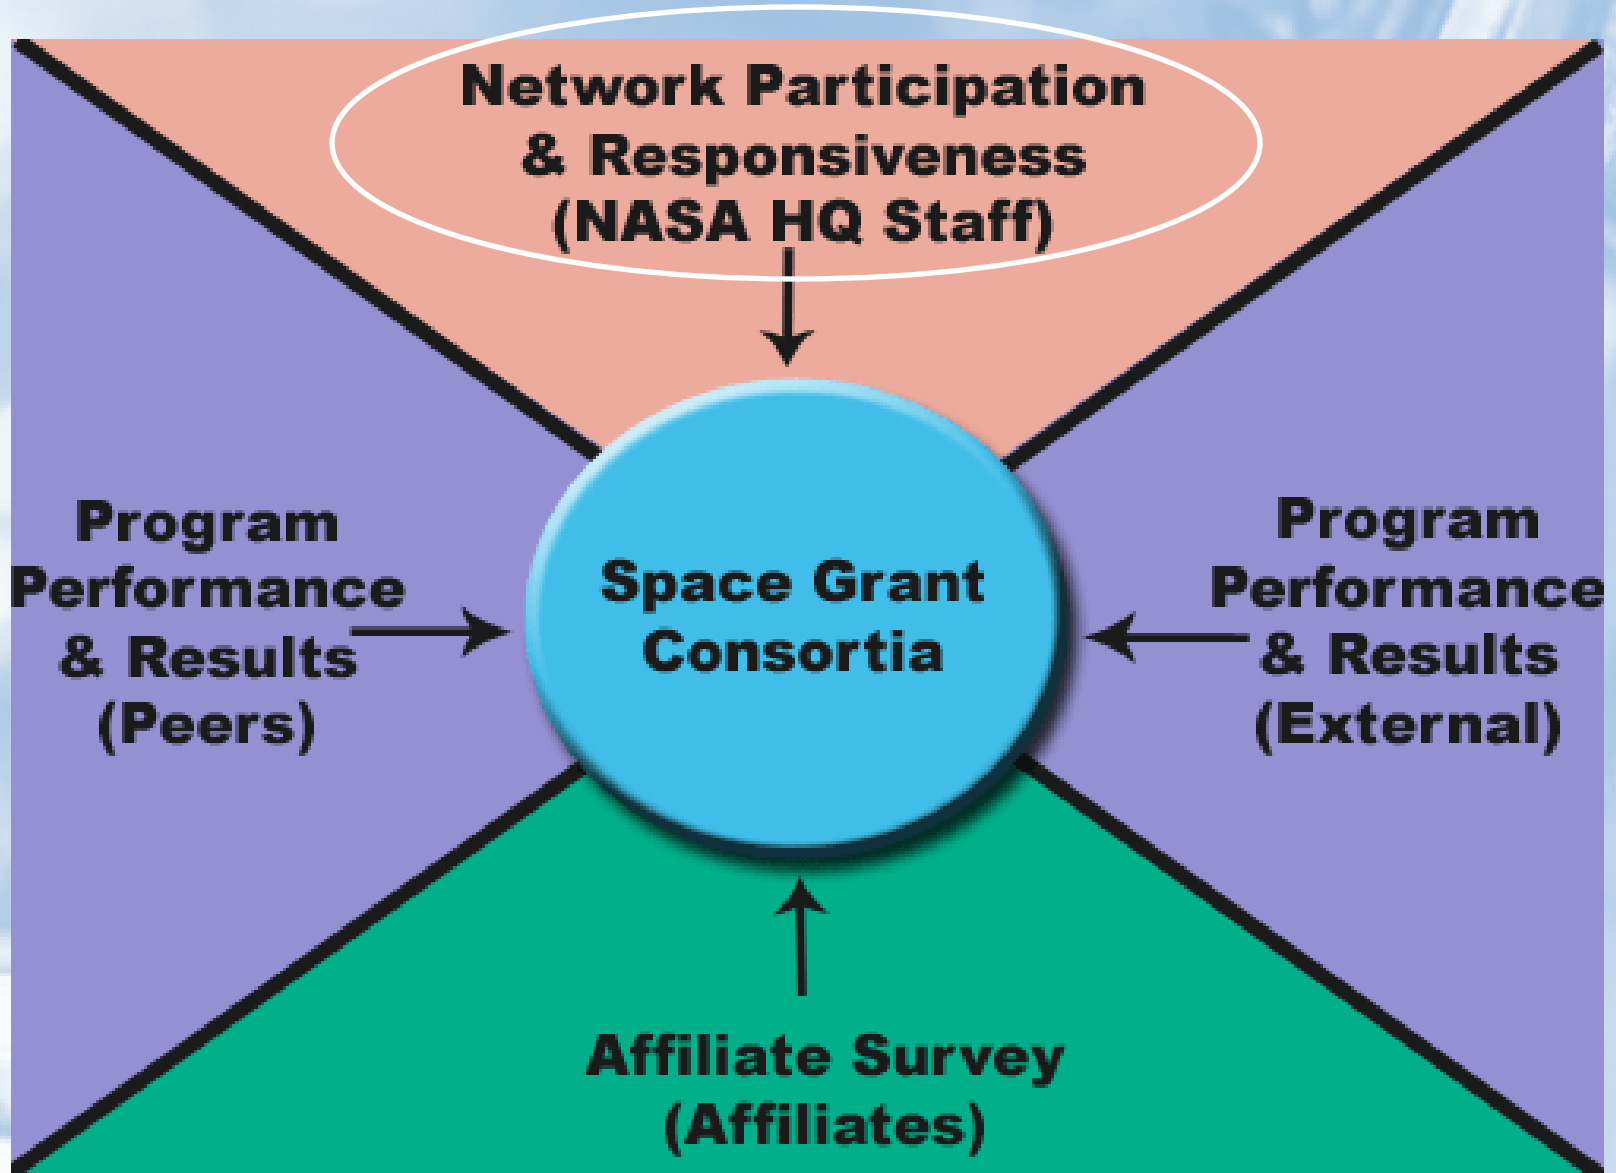 Network Participation
& Responsiveness
(NASA HQ Staff)
Program
Performance
& Results
(Peers)
Space Grant
Consortia
Program
Performance
& Results
(External)
Affiliate Survey
(Affiliates)